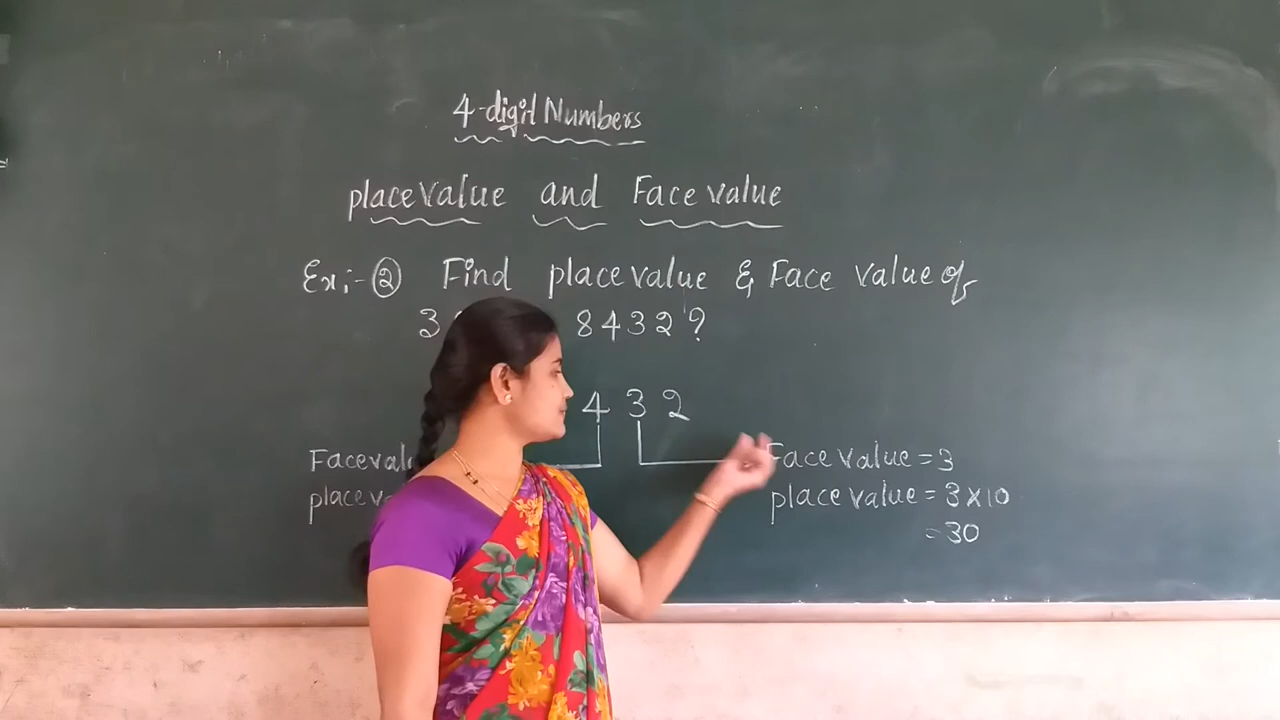 4-digit Numbers
place value and Face value
Ex:- ② Find place value & Face value of
3 8432?
4 3 2
Face value = 3
place value = 3×10
= 30